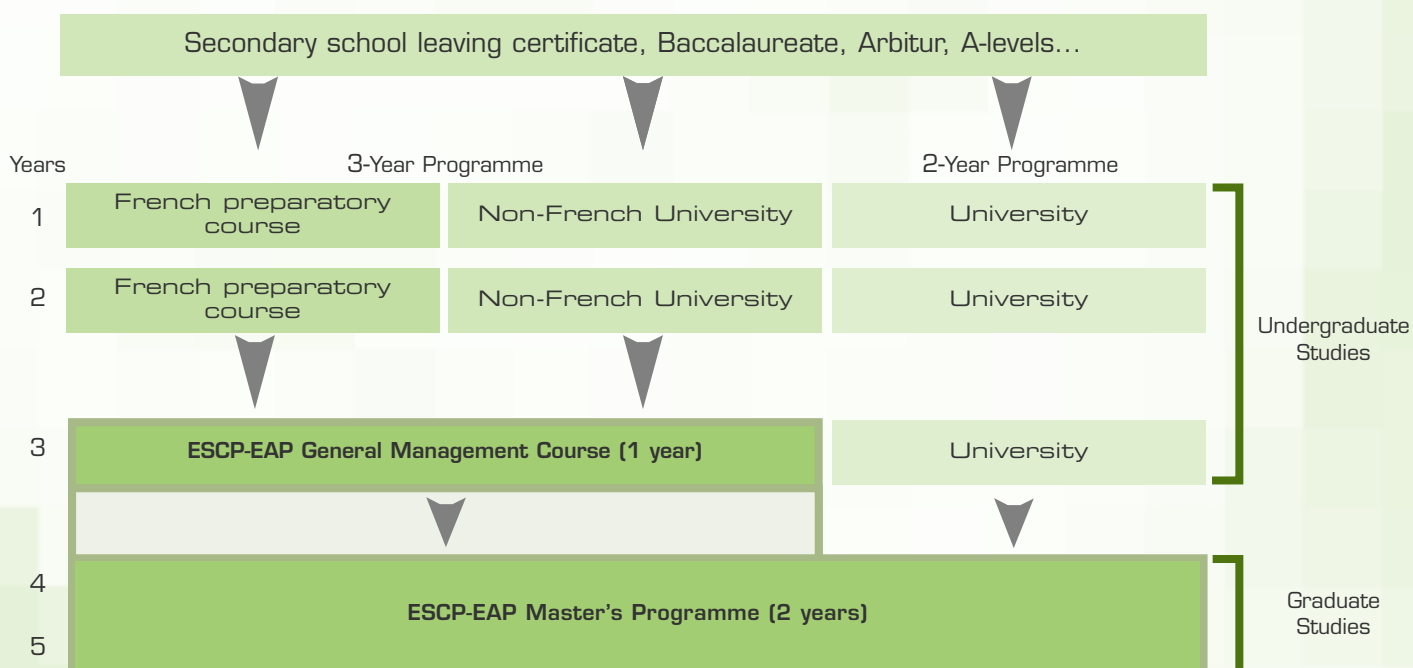 Secondary school leaving certificate, Baccalaureate, Arbitur, A-levels...
Years
3-Year Programme
2-Year Programme
1
French preparatory
course
Non-French University
University
2
French preparatory
course
Non-French University
University
Undergraduate
Studies
3
ESCP-EAP General Management Course (1 year)
University
4
ESCP-EAP Master's Programme (2 years)
Graduate
Studies
5